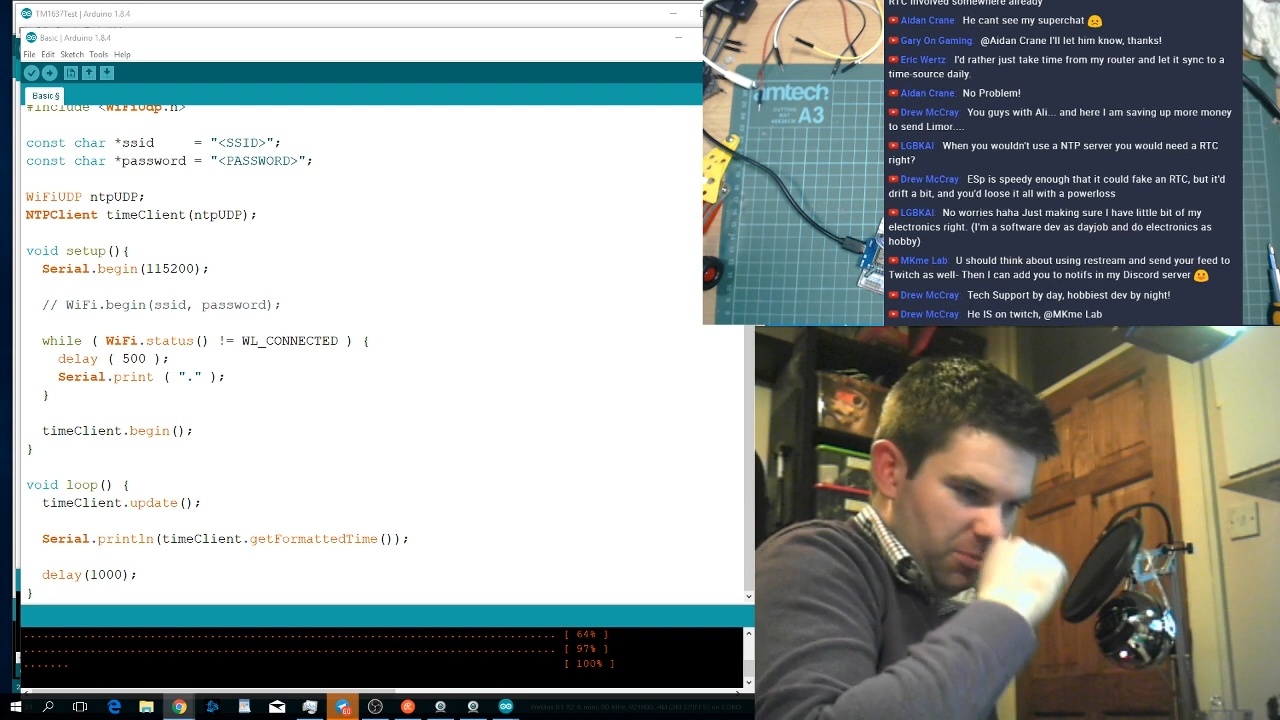 TM1637Test | Arduino 1.8.4
Basic | Arduino 1.8.4
File Edit Sketch Tools Help
Basic §
#include <WiFiUdp.h>
const char *ssid     = "<SSID>";
const char *password = "<PASSWORD>";
WiFiUDP ntpUDP;
NTPClient timeClient(ntpUDP);
void setup(){
Serial.begin(115200);
// WiFi.begin(ssid, password);
while ( WiFi.status() != WL_CONNECTED ) {
delay ( 500 );
Serial.print ( "." );
}
timeClient.begin();
}
void loop() {
timeClient.update();
Serial.println(timeClient.getFormattedTime());
delay(1000);
}
................................................................................ [ 64% ]
................................................................................ [ 97% ]
....... [ 100% ]
amtech
CUTTING
MAT
A3
RTC involved somewhere already
Aidan Crane: He cant see my superchat
Gary On Gaming: @Aidan Crane I'll let him know, thanks!
Eric Wertz: I'd rather just take time from my router and let it sync to a
time-source daily.
Aidan Crane: No Problem!
Drew McCray: You guys with Ali... and here I am saving up more money
to send Limor....
LGBKAI: When you wouldn't use a NTP server you would need a RTC
right?
Drew McCray: ESp is speedy enough that it could fake an RTC, but it'd
drift a bit, and you'd loose it all with a powerloss
LGBKAI: No worries haha Just making sure I have little bit of my
electronics right. (I'm a software dev as dayjob and do electronics as
hobby)
MKme Lab: U should think about using restream and send your feed to
Twitch as well- Then I can add you to notifs in my Discord server
Drew McCray: Tech Support by day, hobbiest dev by night!
Drew McCray: He IS on twitch, @MKme Lab